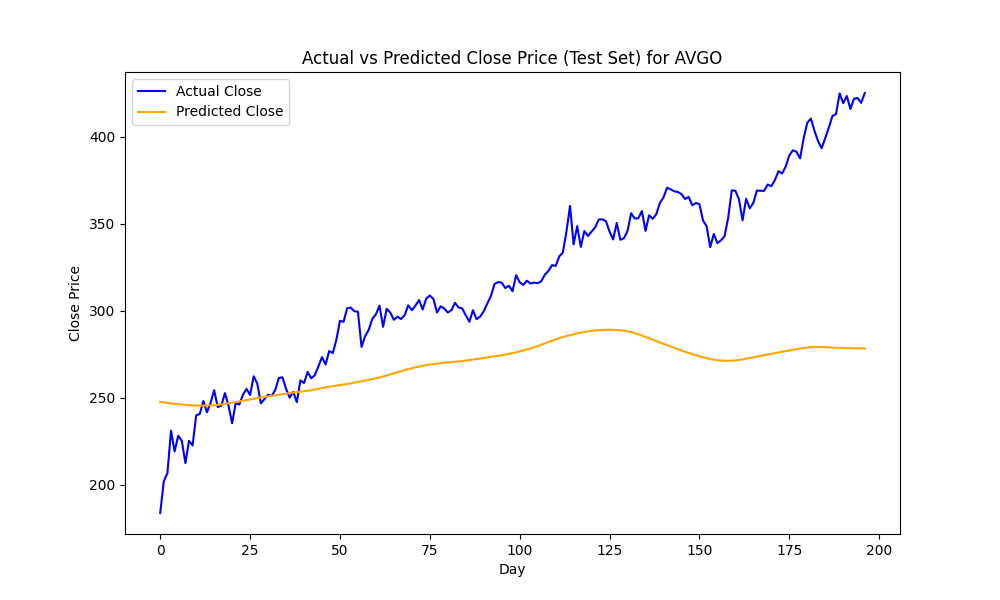 Actual vs Predicted Close Price (Test Set) for AVGO
Actual Close
Predicted Close
400
350
300
250
200
Close Price
0 25 50 75 100 125 150 175 200
Day